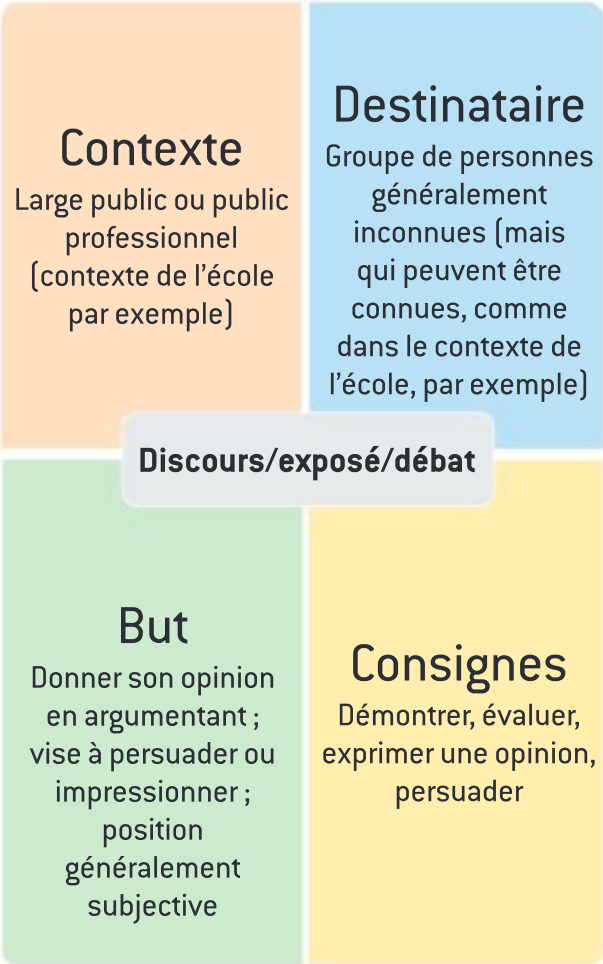 Contexte
Large public ou public
professionnel
(contexte de l'école
par exemple)
Destinataire
Groupe de personnes
généralement
inconnues (mais
qui peuvent être
connues, comme
dans le contexte de
l'école, par exemple)
Discours/exposé/débat
But
Donner son opinion
en argumentant ;
vise à persuader ou
impressionner ;
position
généralement
subjective
Consignes
Démontrer, évaluer,
exprimer une opinion,
persuader